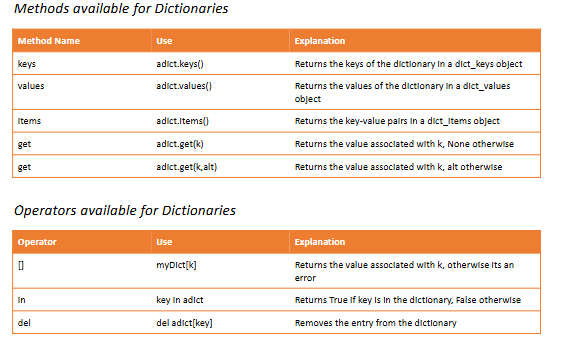 Methods available for Dictionaries
Method Name Use Explanation
keys adict.keys() Returns the keys of the dictionary in a dict_keys object
values adict.values() Returns the values of the dictionary in a dict_values
object
items adict.items() Returns the key-value pairs in a dict_items object
get adict.get(k) Returns the value associated with k, None otherwise
get adict.get(k,alt) Returns the value associated with k, alt otherwise
Operators available for Dictionaries
Operator Use Explanation
[] myDict[k] Returns the value associated with k, otherwise its an
error
in key in adict Returns True if key is in the dictionary, False otherwise
del del adict[key] Removes the entry from the dictionary